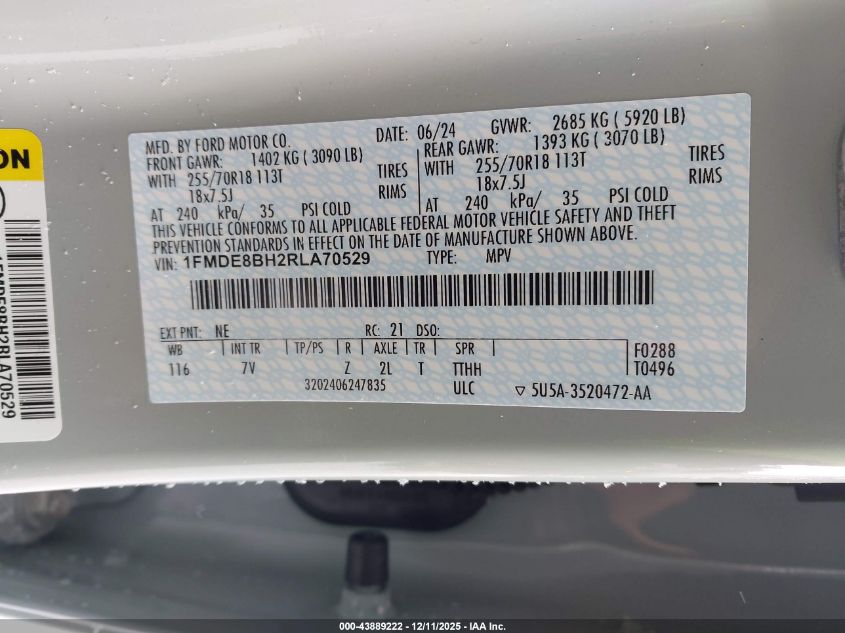 ON
1FMDE8BH2RLA70529
MFD. BY FORD MOTOR CO.
DATE: 06/24
GVWR: 2685 KG ( 5920 LB)
FRONT GAWR: 1402 KG ( 3090 LB)
REAR GAWR: 1393 KG ( 3070 LB)
WITH 255/70R18 113T TIRES
WITH 255/70R18 113T TIRES
18x7.5J RIMS
18x7.5J RIMS
AT 240 kPa/ 35 PSI COLD
AT 240 kPa/ 35 PSI COLD
THIS VEHICLE CONFORMS TO ALL APPLICABLE FEDERAL MOTOR VEHICLE SAFETY AND THEFT
PREVENTION STANDARDS IN EFFECT ON THE DATE OF MANUFACTURE SHOWN ABOVE.
VIN: 1FMDE8BH2RLA70529 TYPE: MPV
EXT PNT: NE RC: 21 DSO:
WB INT TR TP/PS R AXLE TR SPR F0288
116 7V Z 2L T TTHH T0496
3202406247835 ULC ▽ 5U5A-3520472-AA
000-43889222 - 12/11/2025 - IAA Inc.